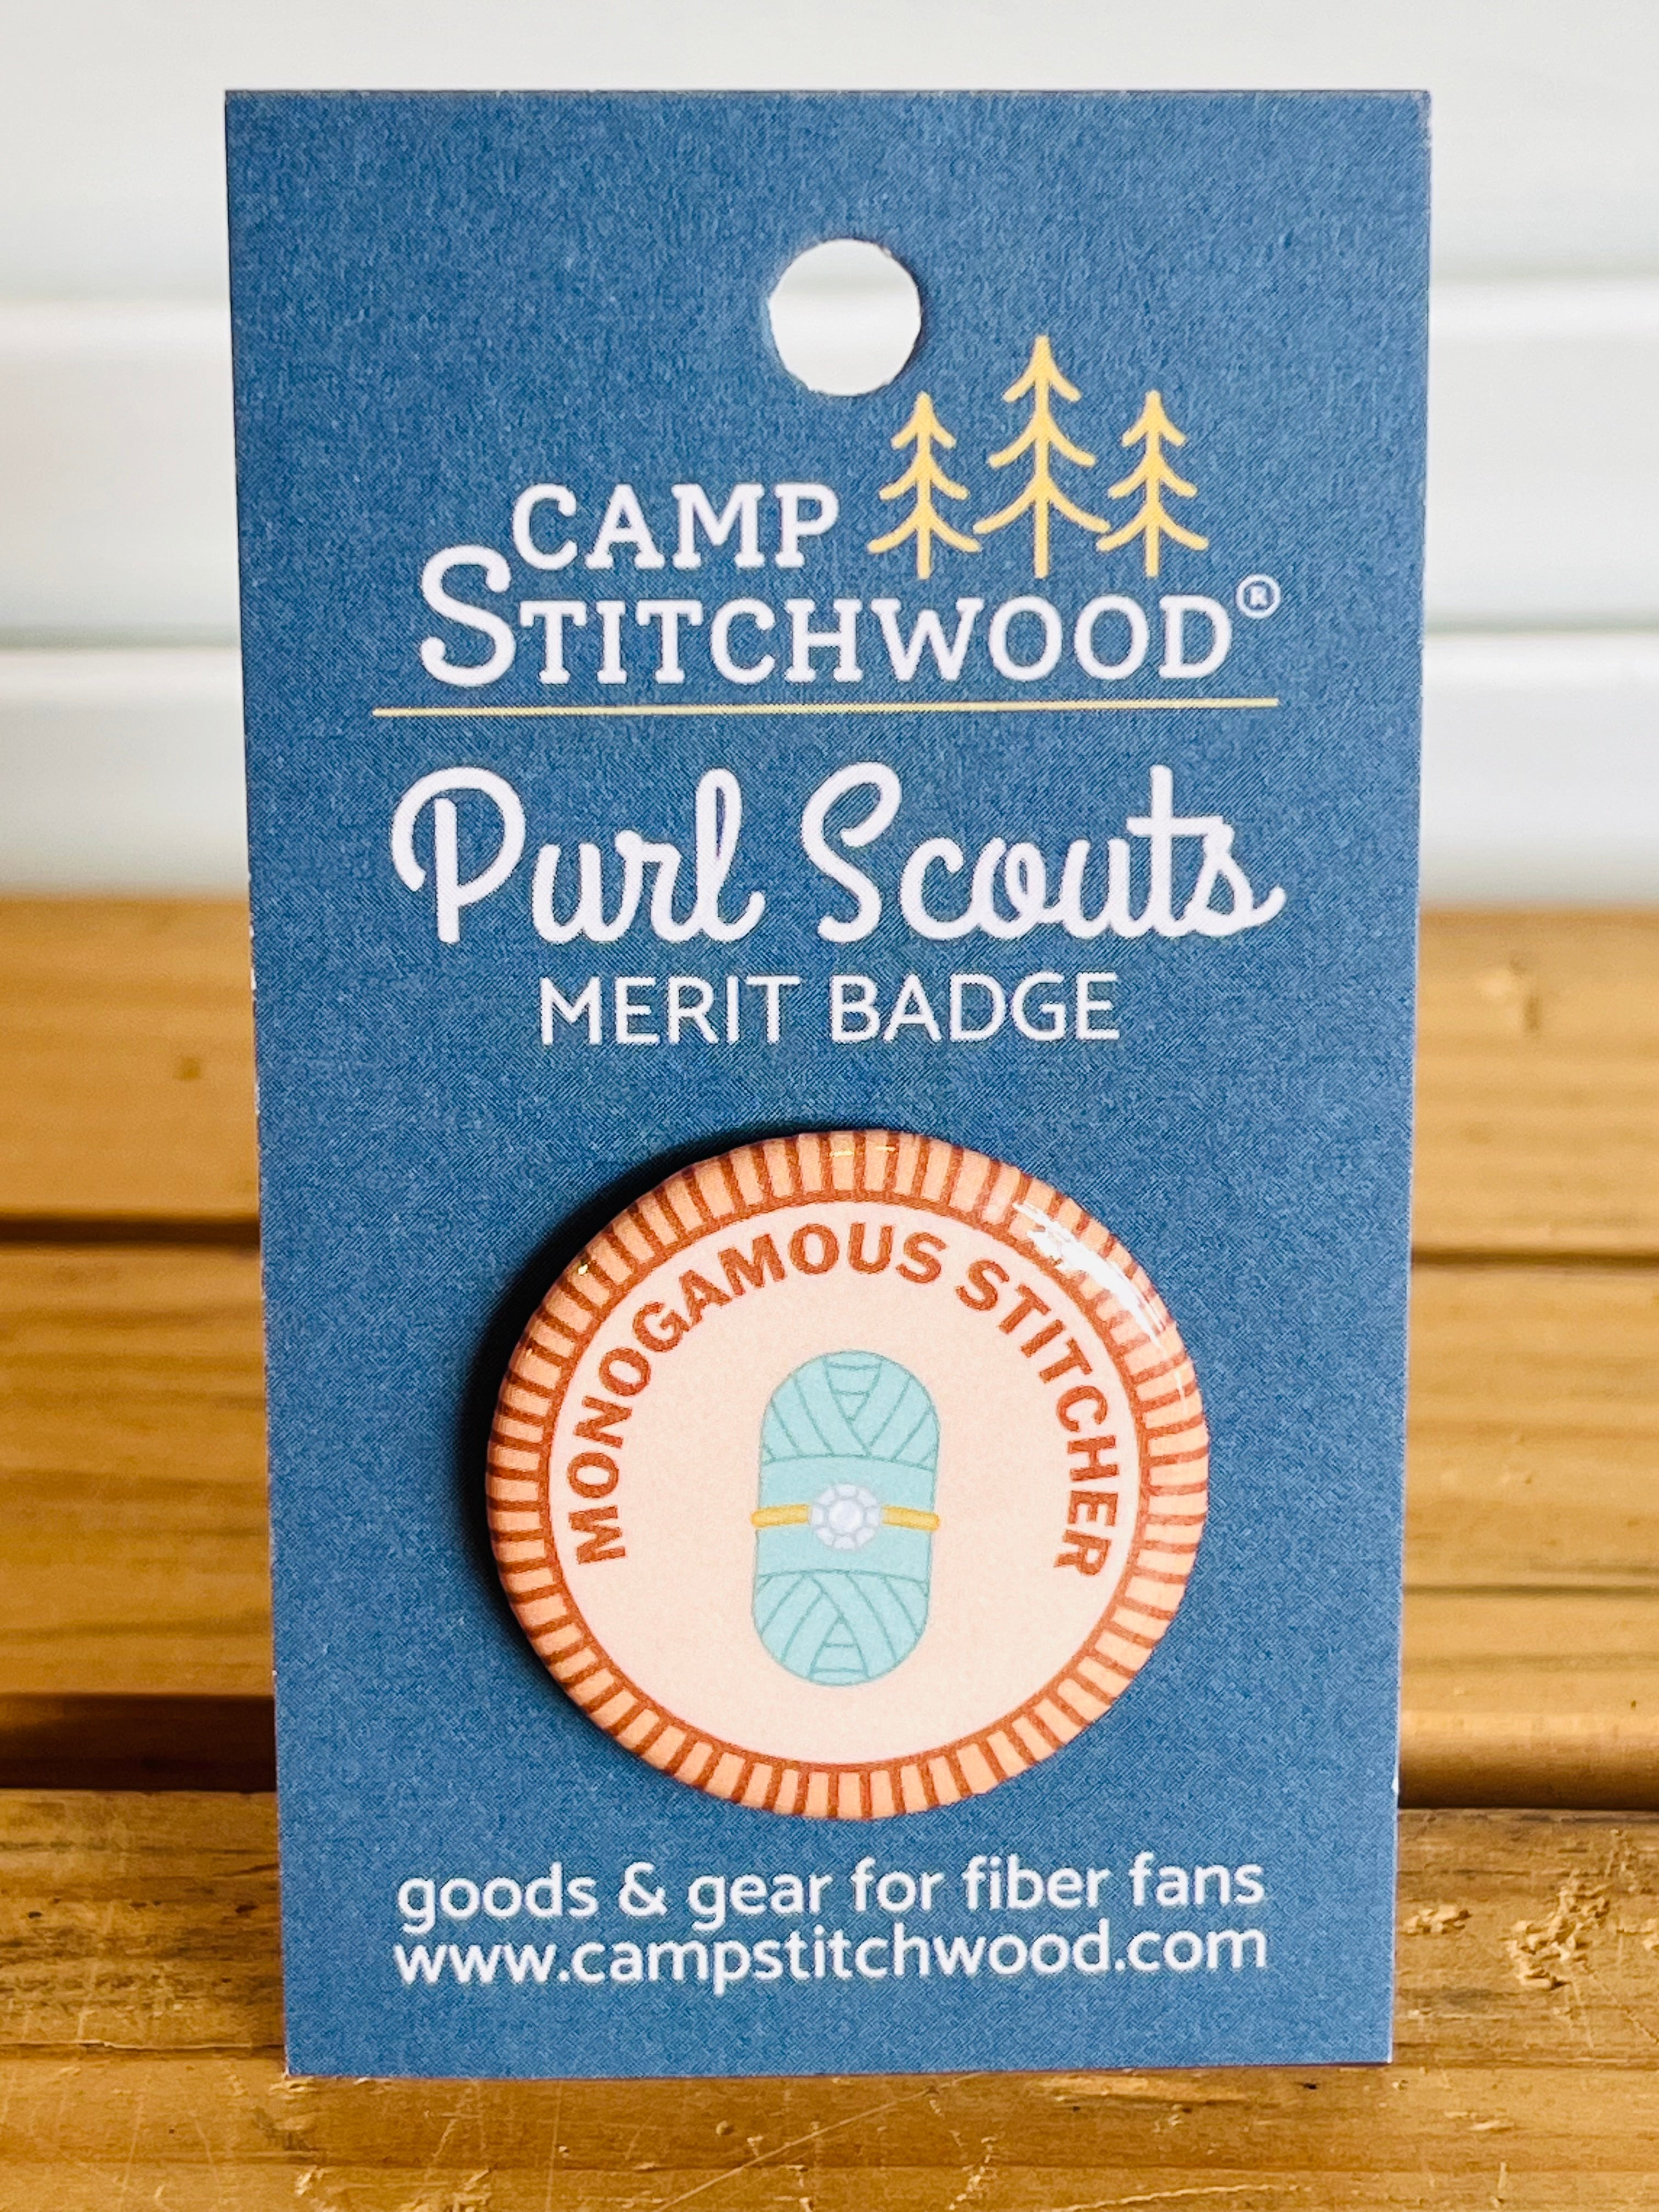 CAMP
STITCHWOOD®
Purl Scouts
MERIT BADGE
MONOGAMOUS STITCHER
goods & gear for fiber fans
www.campstitchwood.com